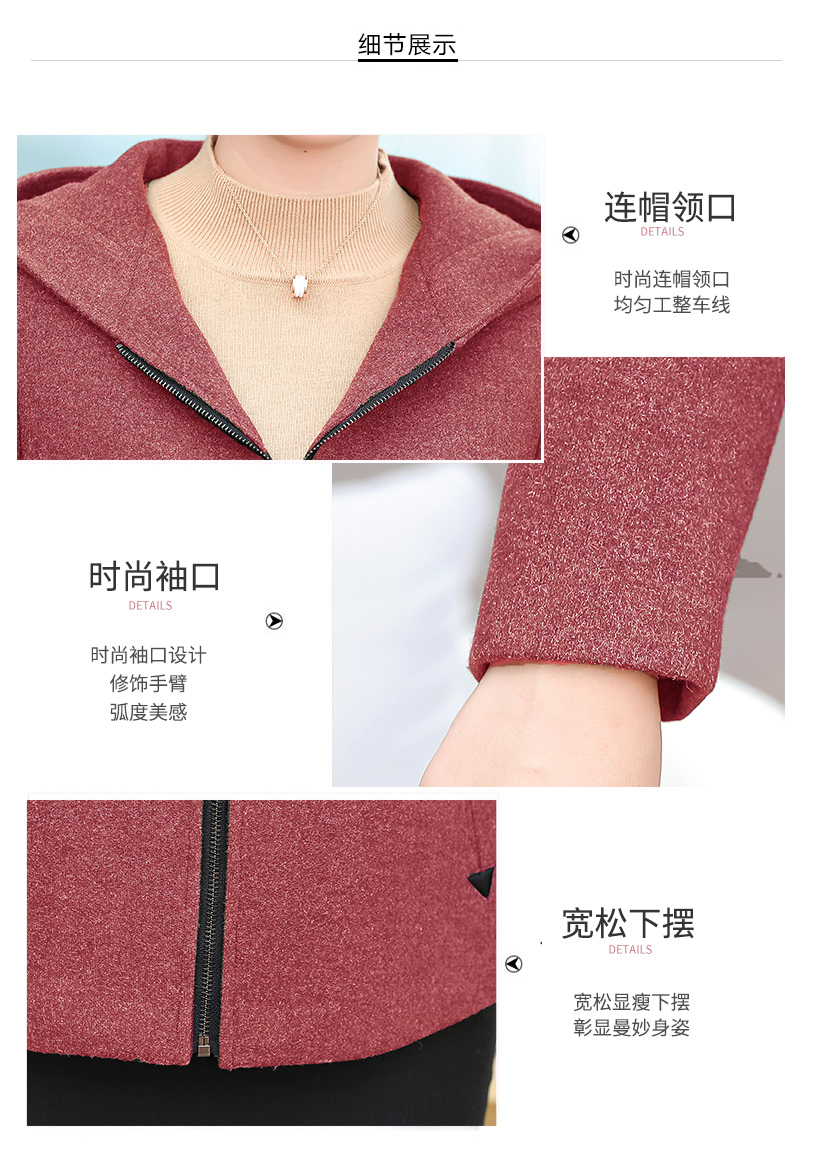 细节展示
连帽领口
DETAILS
时尚连帽领口
均匀工整车线
时尚袖口
DETAILS
时尚袖口设计
修饰手臂
弧度美感
宽松下摆
DETAILS
宽松显瘦下摆
彰显曼妙身姿